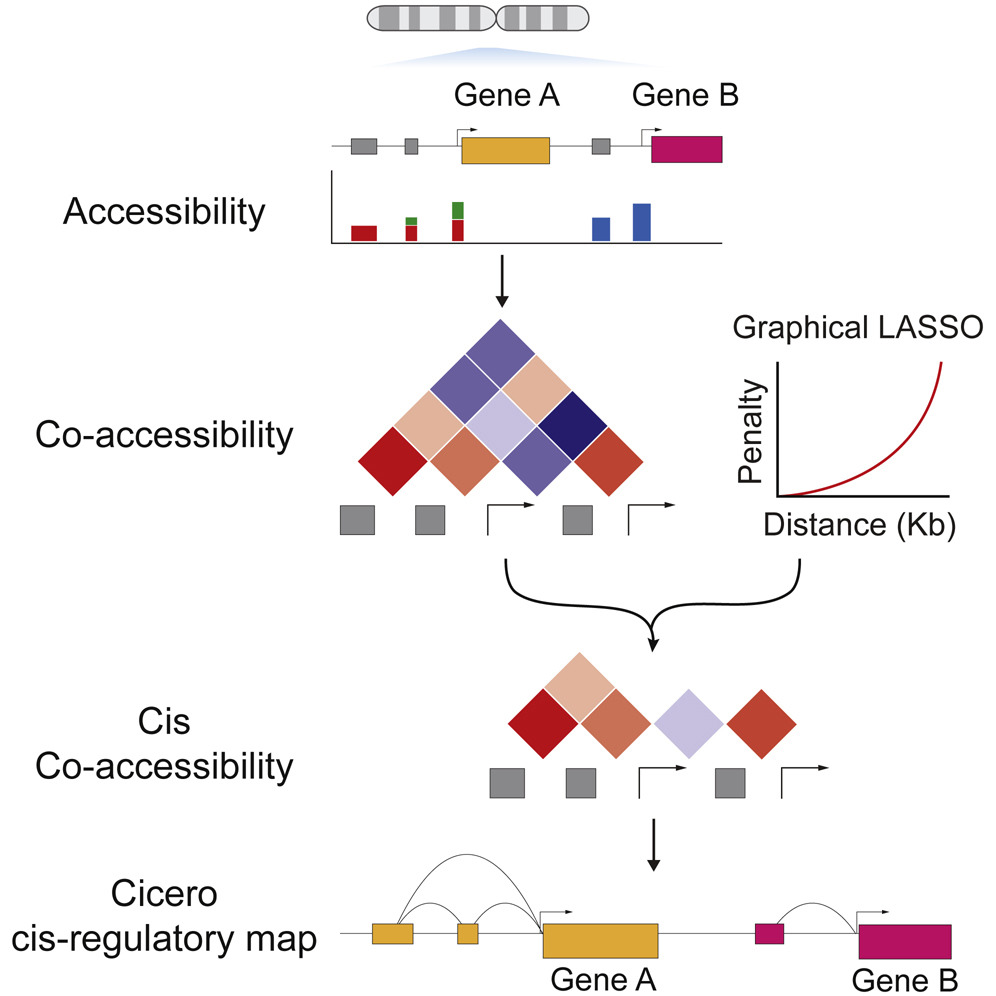 Gene A
Gene B
Accessibility
Graphical LASSO
Penalty
Distance (Kb)
Co-accessibility
Cis
Co-accessibility
Cicero
cis-regulatory map
Gene A
Gene B